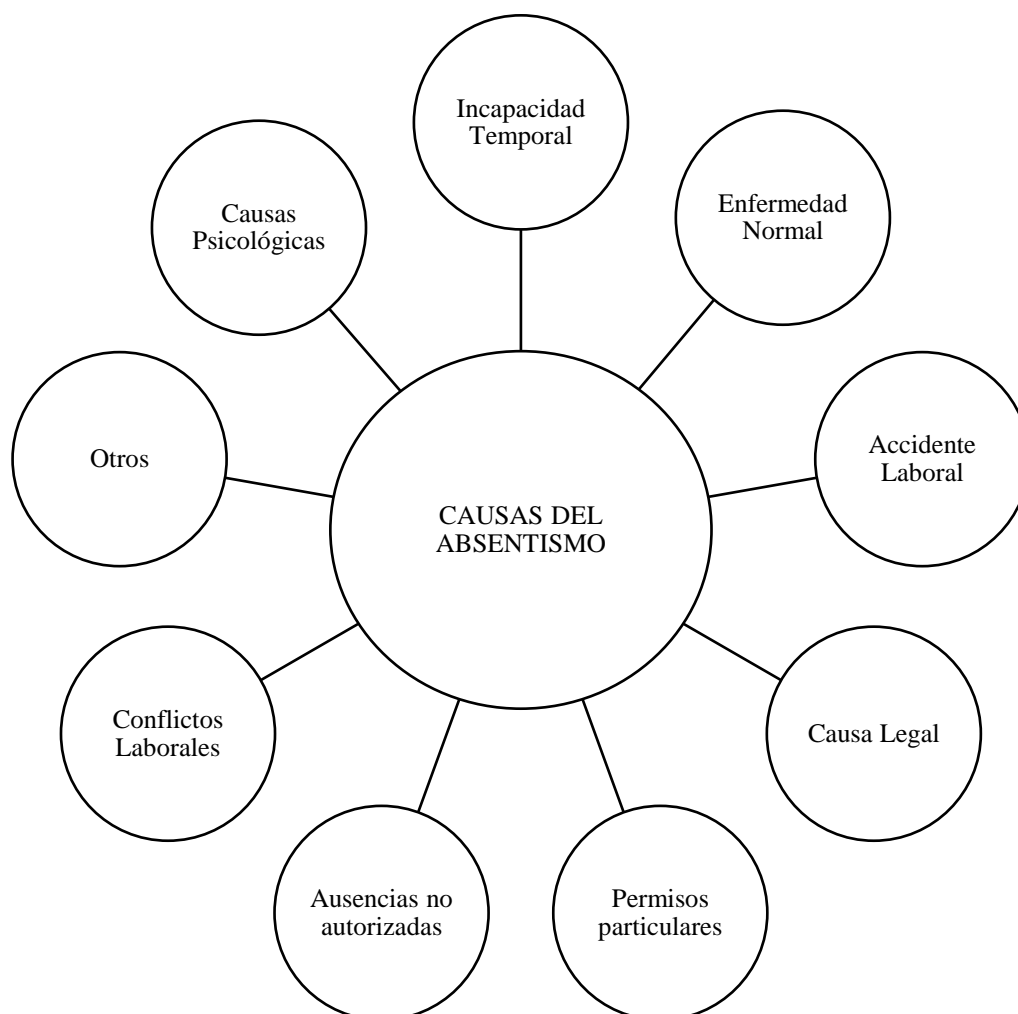 Incapacidad
Temporal
Enfermedad
Normal
Accidente
Laboral
Causa Legal
Permisos
particulares
Ausencias no
autorizadas
Conflictos
Laborales
Otros
Causas
Psicológicas
CAUSAS DEL
ABSENTISMO